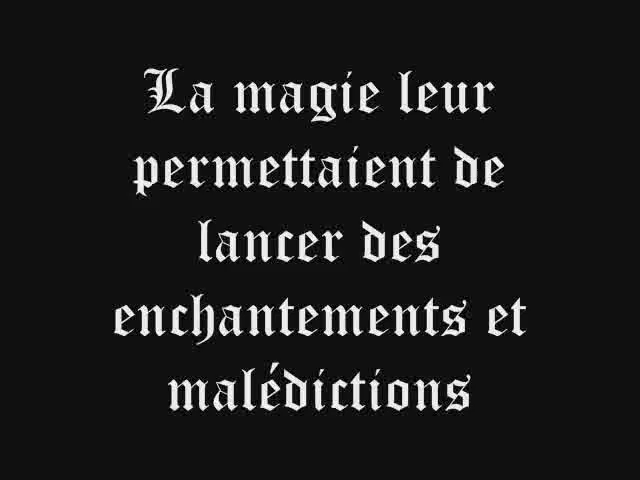 La magie leur
permettaient de
lancer des
enchantements et
malédictions